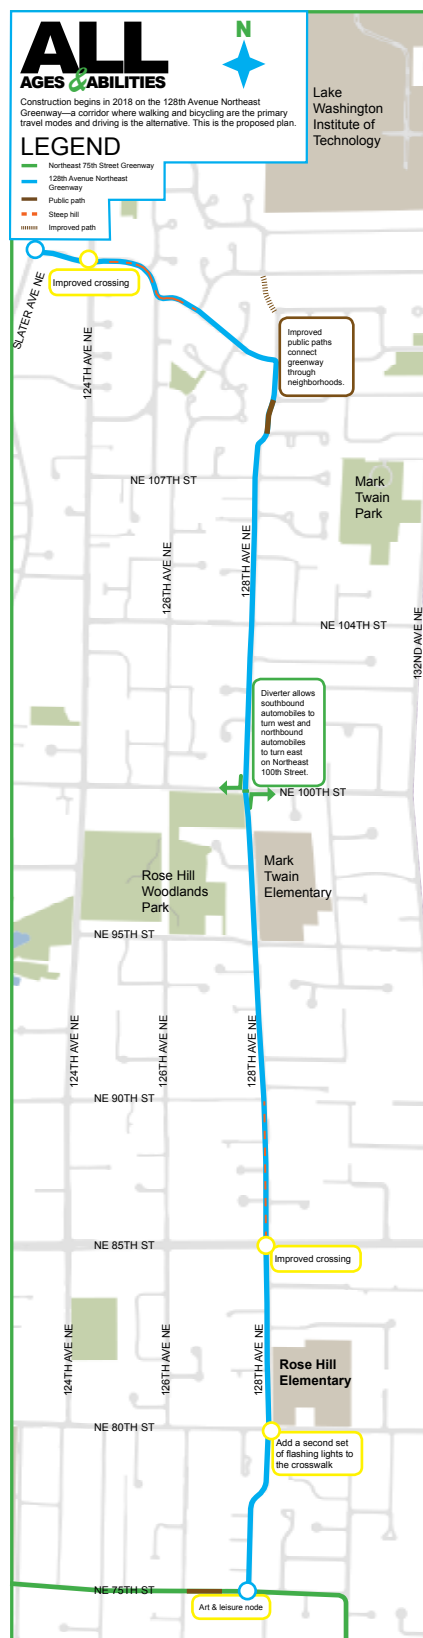 ALL
AGES & ABILITIES
N
Construction begins in 2018 on the 128th Avenue Northeast
Greenway—a corridor where walking and bicycling are the primary
travel modes and driving is the alternative. This is the proposed plan.
LEGEND
Northeast 75th Street Greenway
128th Avenue Northeast
Greenway
Public path
Steep hill
Improved path
Lake
Washington
Institute of
Technology
Improved crossing
SLATER AVE NE
124TH AVE NE
Improved
public paths
connect
greenway
through
neighborhoods.
NE 107TH ST
Mark
Twain
Park
126TH AVE NE
128TH AVE NE
NE 104TH ST
132ND AVE NE
Diverter allows
southbound
automobiles to
turn west and
northbound
automobiles
to turn east
on Northeast
100th Street.
NE 100TH ST
Rose Hill
Woodlands
Park
Mark
Twain
Elementary
NE 95TH ST
124TH AVE NE
126TH AVE NE
128TH AVE NE
NE 90TH ST
NE 85TH ST
Improved crossing
124TH AVE NE
126TH AVE NE
128TH AVE NE
Rose Hill
Elementary
NE 80TH ST
Add a second set
of flashing lights to
the crosswalk
NE 75TH ST
Art & leisure node